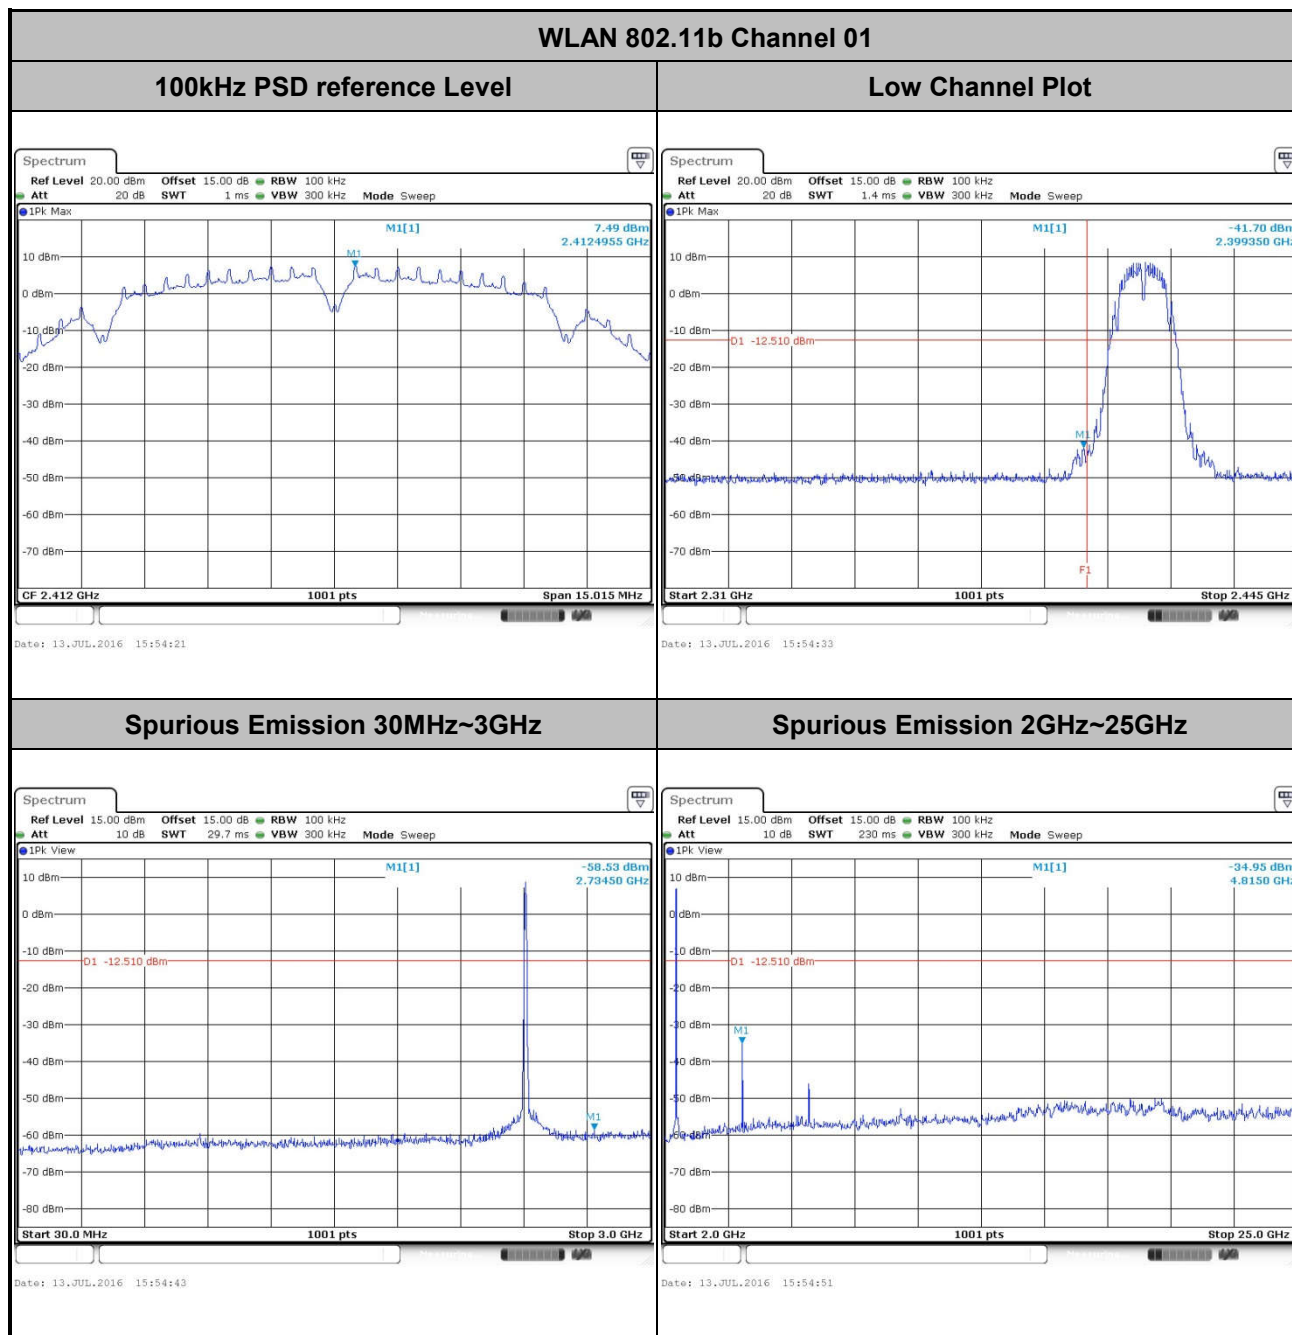 WLAN 802.11b Channel 01
100kHz PSD reference Level
Low Channel Plot
Spectrum
Ref Level 20.00 dBm Offset 15.00 dB RBW 100 kHz
Att 20 dB SWT 1 ms VBW 300 kHz Mode Sweep
1Pk Max
M1[1] 7.49 dBm
2.4124955 GHz
M1
10 dBm
0 dBm
-10 dBm
-20 dBm
-30 dBm
-40 dBm
-50 dBm
-60 dBm
-70 dBm
CF 2.412 GHz 1001 pts Span 15.015 MHz
Date: 13.JUL.2016 15:54:21
Spectrum
Ref Level 20.00 dBm Offset 15.00 dB RBW 100 kHz
Att 20 dB SWT 1.4 ms VBW 300 kHz Mode Sweep
1Pk Max
M1[1] -41.70 dBm
2.399350 GHz
10 dBm
0 dBm
-10 dBm
D1 -12.510 dBm
-20 dBm
-30 dBm
-40 dBm
M1
-50 dBm
-60 dBm
-70 dBm
F1
Start 2.31 GHz 1001 pts Stop 2.445 GHz
Date: 13.JUL.2016 15:54:33
Spurious Emission 30MHz~3GHz
Spurious Emission 2GHz~25GHz
Spectrum
Ref Level 15.00 dBm Offset 15.00 dB RBW 100 kHz
Att 10 dB SWT 29.7 ms VBW 300 kHz Mode Sweep
1Pk View
M1[1] -58.53 dBm
2.73450 GHz
10 dBm
0 dBm
-10 dBm
D1 -12.510 dBm
-20 dBm
-30 dBm
-40 dBm
-50 dBm
M1
-60 dBm
-70 dBm
-80 dBm
Start 30.0 MHz 1001 pts Stop 3.0 GHz
Date: 13.JUL.2016 15:54:43
Spectrum
Ref Level 15.00 dBm Offset 15.00 dB RBW 100 kHz
Att 10 dB SWT 230 ms VBW 300 kHz Mode Sweep
1Pk View
M1[1] -34.95 dBm
4.8150 GHz
10 dBm
0 dBm
-10 dBm
D1 -12.510 dBm
-20 dBm
-30 dBm
M1
-40 dBm
-50 dBm
-60 dBm
-70 dBm
-80 dBm
Start 2.0 GHz 1001 pts Stop 25.0 GHz
Date: 13.JUL.2016 15:54:51